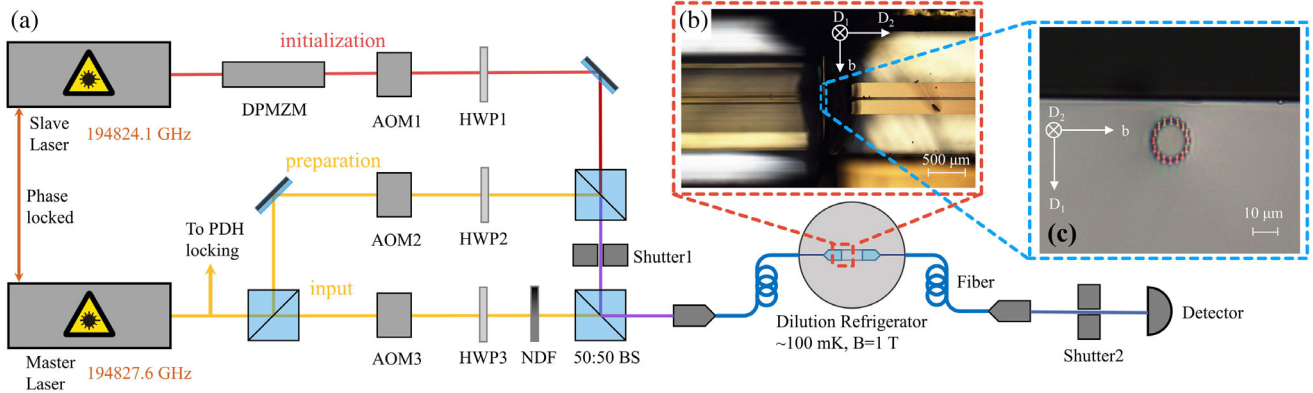 (a)
initialization
DPMZM
AOM1
HWP1
Slave
Laser
194824.1 GHz
Phase
locked
preparation
AOM2
HWP2
To PDH
locking
Shutter1
input
AOM3
HWP3
NDF
50:50 BS
Master
Laser
194827.6 GHz
(b)
D1
D2
b
500 μm
D2
b
D1
(c)
10 μm
Fiber
Dilution Refrigerator
~100 mK, B=1 T
Shutter2
Detector